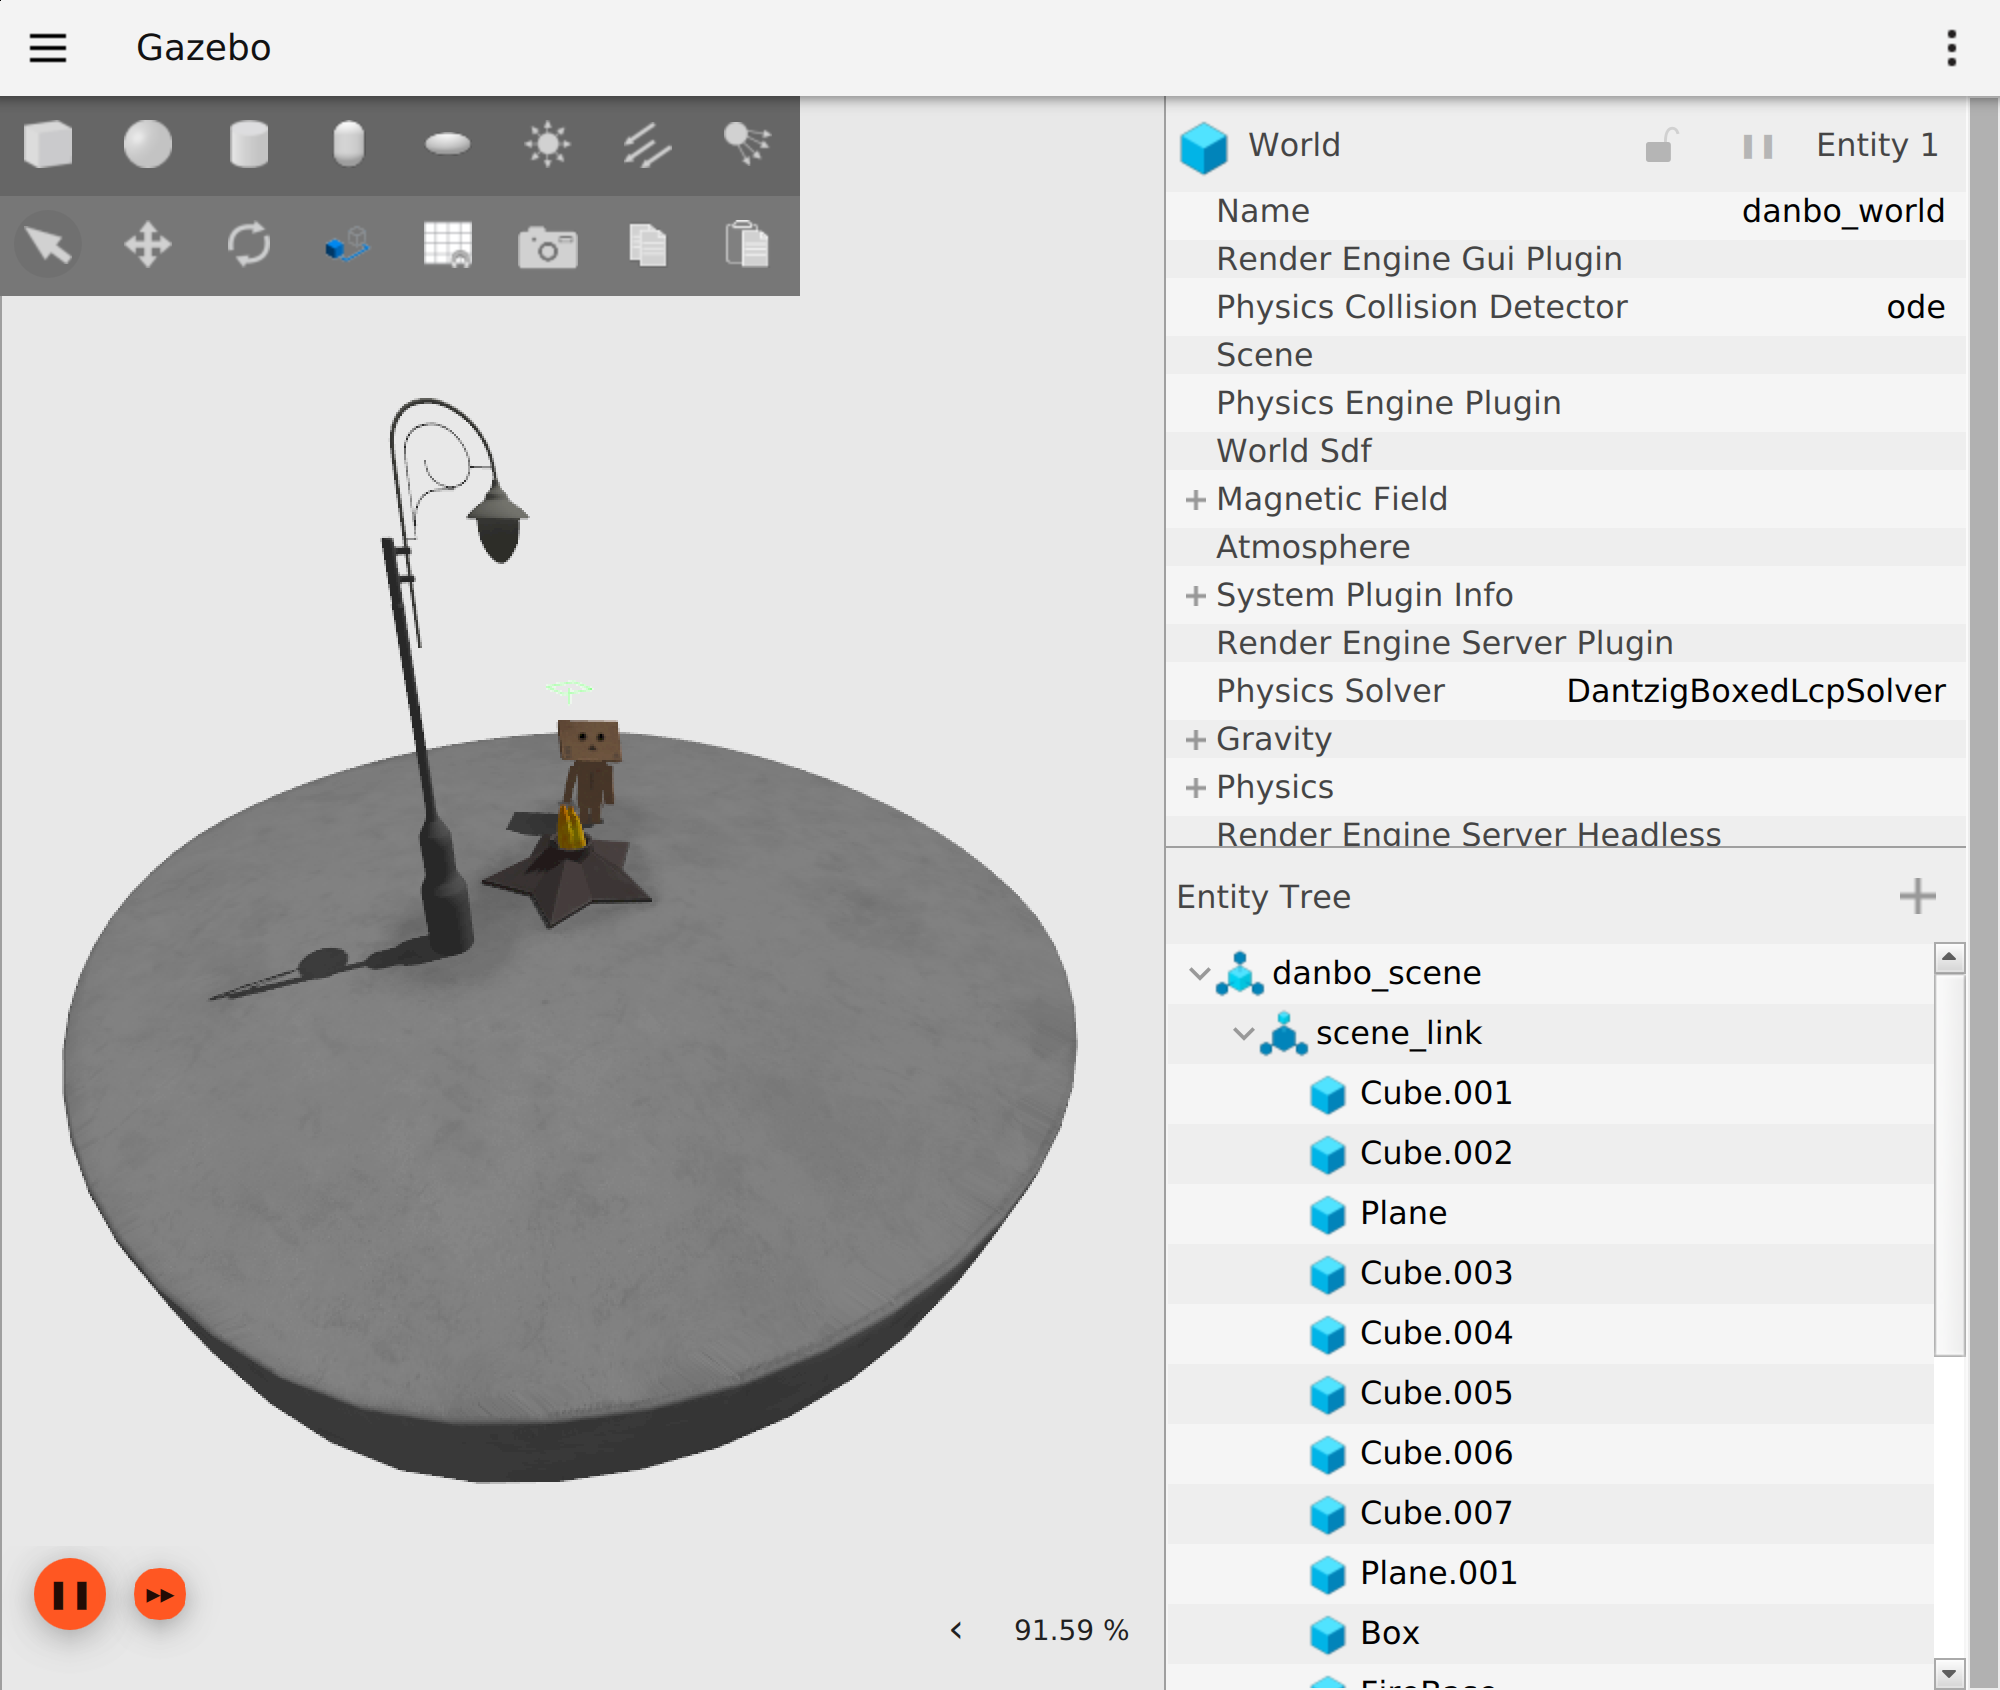 Gazebo
World
Entity 1
Name danbo_world
Render Engine Gui Plugin
Physics Collision Detector ode
Scene
Physics Engine Plugin
World Sdf
Magnetic Field
Atmosphere
System Plugin Info
Render Engine Server Plugin
Physics Solver DantzigBoxedLcpSolver
Gravity
Physics
Render Engine Server Headless
Entity Tree
danbo_scene
scene_link
Cube.001
Cube.002
Plane
Cube.003
Cube.004
Cube.005
Cube.006
Cube.007
Plane.001
Box
FireBase
91.59 %